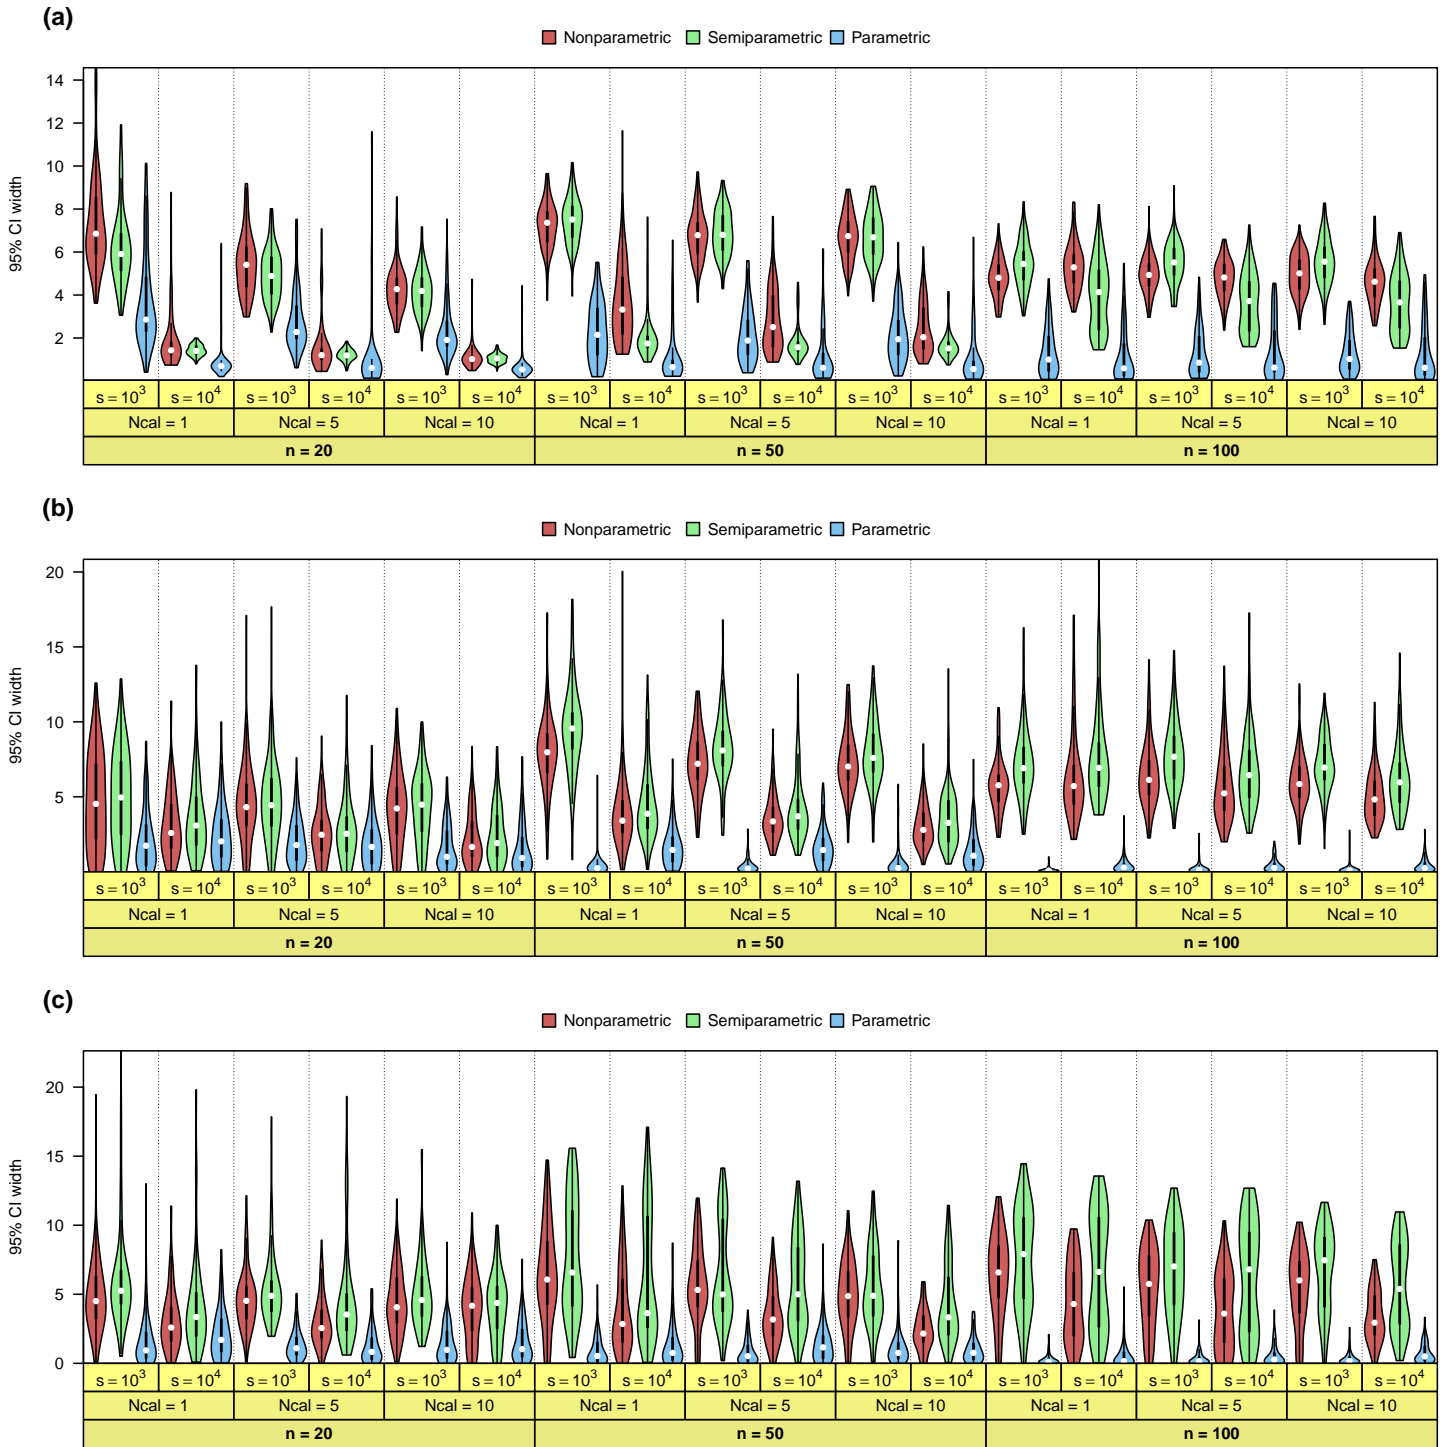 (a)
Nonparametric Semiparametric Parametric
14
12
10
8
6
4
2
95% CI width
s = 10³ s = 10⁴ s = 10³ s = 10⁴ s = 10³ s = 10⁴ s = 10³ s = 10⁴ s = 10³ s = 10⁴ s = 10³ s = 10⁴ s = 10³ s = 10⁴ s = 10³ s = 10⁴ s = 10³ s = 10⁴
Ncal = 1 Ncal = 5 Ncal = 10 Ncal = 1 Ncal = 5 Ncal = 10 Ncal = 1 Ncal = 5 Ncal = 10
n = 20 n = 50 n = 100
(b)
Nonparametric Semiparametric Parametric
20
15
10
5
95% CI width
s = 10³ s = 10⁴ s = 10³ s = 10⁴ s = 10³ s = 10⁴ s = 10³ s = 10⁴ s = 10³ s = 10⁴ s = 10³ s = 10⁴ s = 10³ s = 10⁴ s = 10³ s = 10⁴ s = 10³ s = 10⁴
Ncal = 1 Ncal = 5 Ncal = 10 Ncal = 1 Ncal = 5 Ncal = 10 Ncal = 1 Ncal = 5 Ncal = 10
n = 20 n = 50 n = 100
(c)
Nonparametric Semiparametric Parametric
20
15
10
5
0
95% CI width
s = 10³ s = 10⁴ s = 10³ s = 10⁴ s = 10³ s = 10⁴ s = 10³ s = 10⁴ s = 10³ s = 10⁴ s = 10³ s = 10⁴ s = 10³ s = 10⁴ s = 10³ s = 10⁴ s = 10³ s = 10⁴
Ncal = 1 Ncal = 5 Ncal = 10 Ncal = 1 Ncal = 5 Ncal = 10 Ncal = 1 Ncal = 5 Ncal = 10
n = 20 n = 50 n = 100